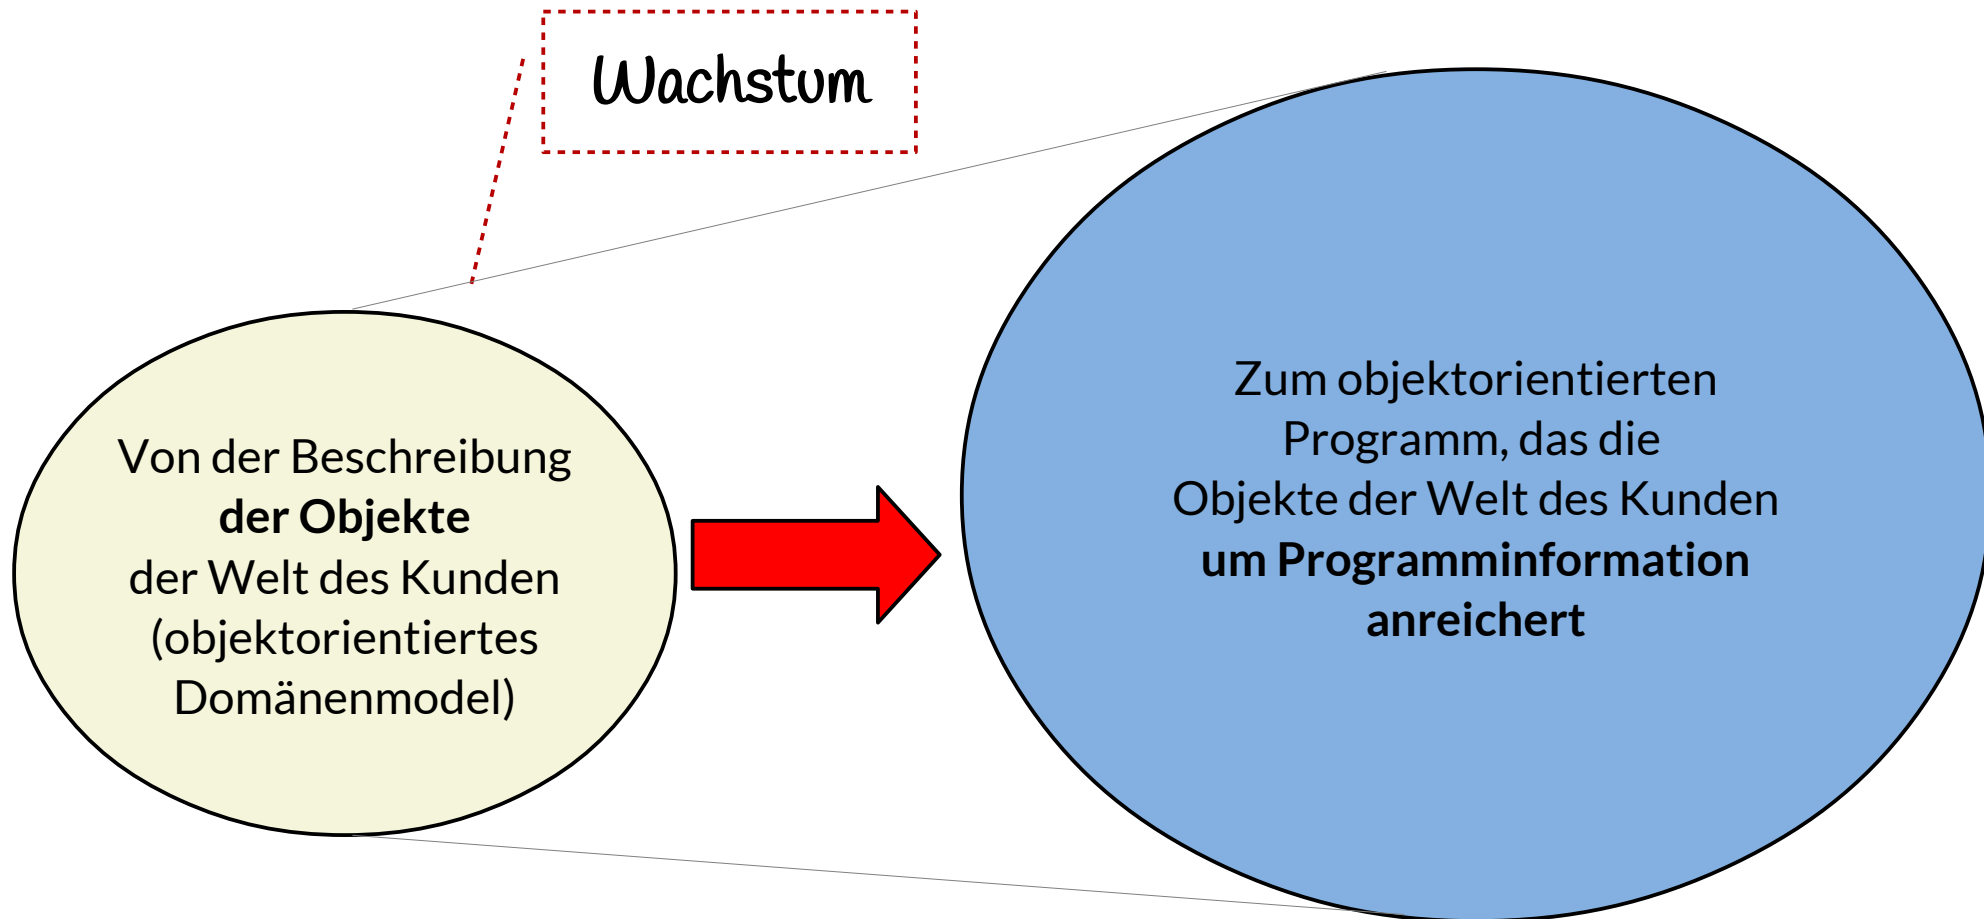 Wachstum
Von der Beschreibung
der Objekte
der Welt des Kunden
(objektorientiertes
Domänenmodel)
Zum objektorientierten
Programm, das die
Objekte der Welt des Kunden
um Programminformation
anreichert